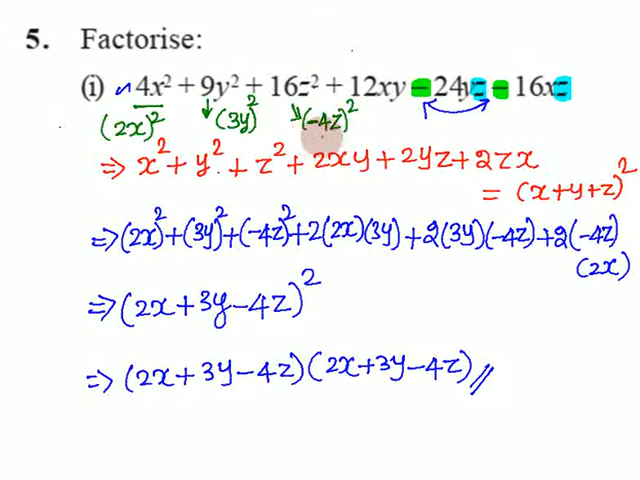 5. Factorise:
(i) 4x² + 9y² + 16z² + 12xy – 24yz – 16xz
(2x)² (3y)² (-4z)²
⇒ x² + y² + z² + 2xy + 2yz + 2zx
= (x+y+z)²
⇒ (2x)² + (3y)² + (-4z)² + 2(2x)(3y) + 2(3y)(-4z) + 2(-4z)
(2x)
⇒ (2x + 3y - 4z)²
⇒ (2x + 3y - 4z) (2x + 3y - 4z) //